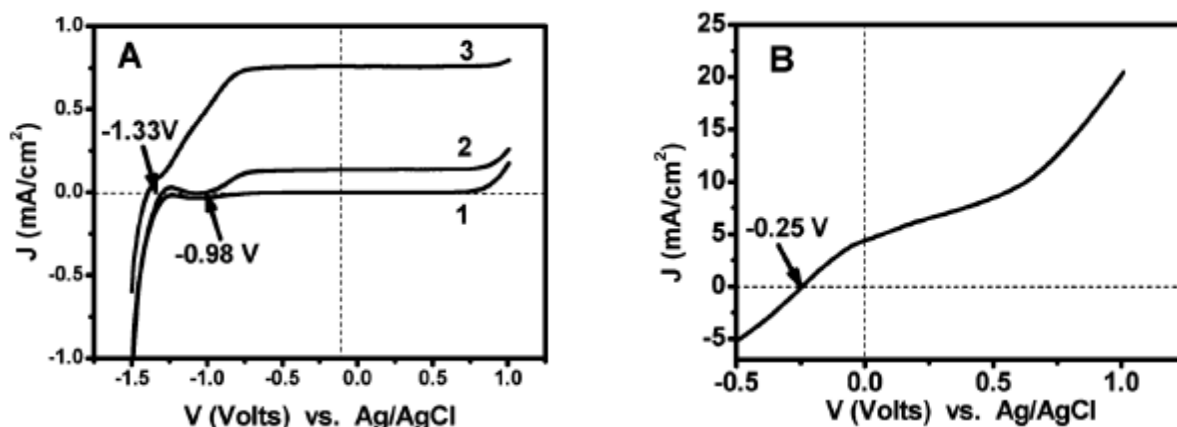 A
1.0
3
0.5
-1.33V
2
0.0
1
-0.98 V
-0.5
-1.0
-1.5 -1.0 -0.5 0.0 0.5 1.0
J (mA/cm²)
V (Volts) vs. Ag/AgCl
B
25
20
15
10
5
-0.25 V
0
-5
-0.5 0.0 0.5 1.0
J (mA/cm²)
V (Volts) vs. Ag/AgCl